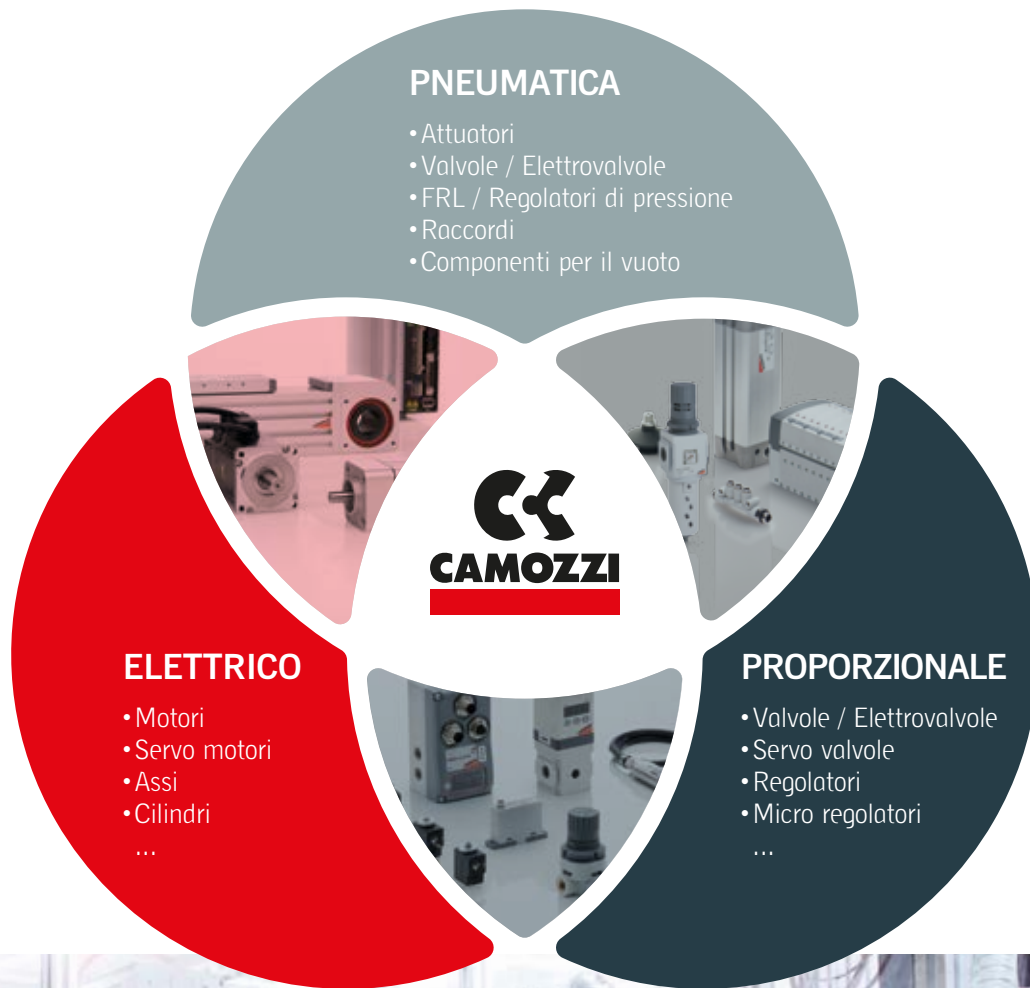 PNEUMATICA
• Attuatori
• Valvole / Elettrovalvole
• FRL / Regolatori di pressione
• Raccordi
• Componenti per il vuoto
CAMOZZI
ELETTRICO
• Motori
• Servo motori
• Assi
• Cilindri
...
PROPORZIONALE
• Valvole / Elettrovalvole
• Servo valvole
• Regolatori
• Micro regolatori
...